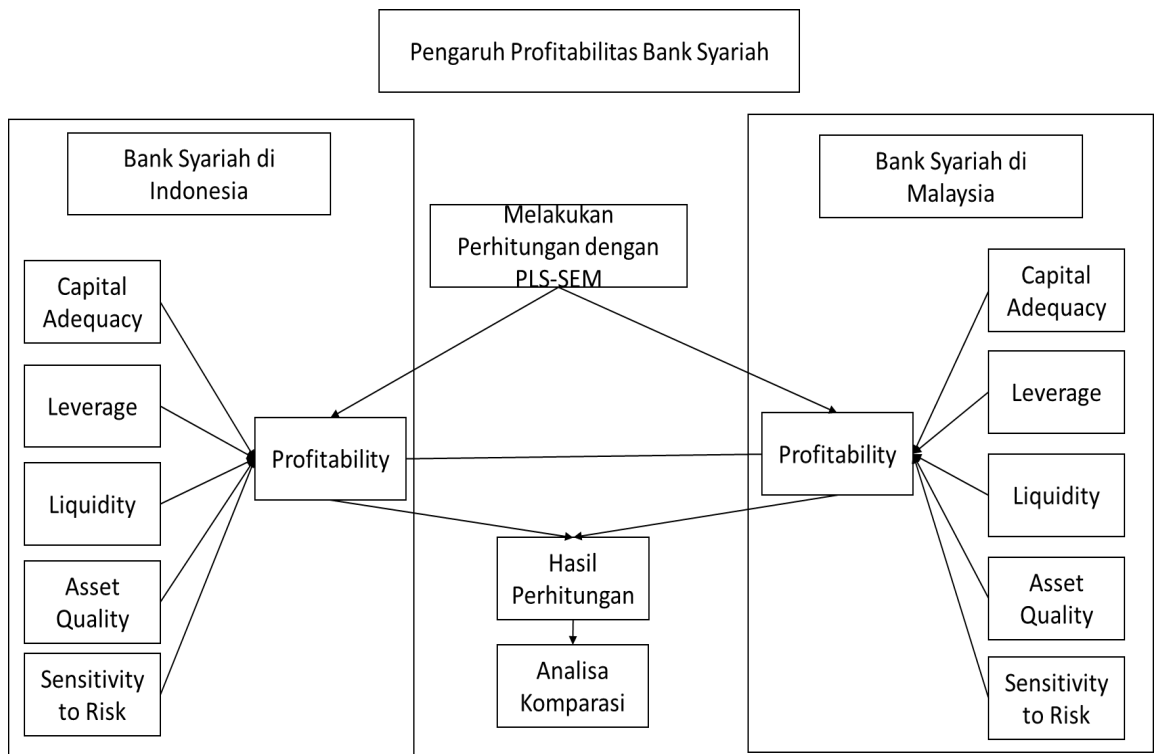 Pengaruh Profitabilitas Bank Syariah
Bank Syariah di
Indonesia
Capital
Adequacy
Leverage
Liquidity
Asset
Quality
Sensitivity
to Risk
Profitability
Melakukan
Perhitungan dengan
PLS-SEM
Hasil
Perhitungan
Analisa
Komparasi
Bank Syariah di
Malaysia
Profitability
Capital
Adequacy
Leverage
Liquidity
Asset
Quality
Sensitivity
to Risk